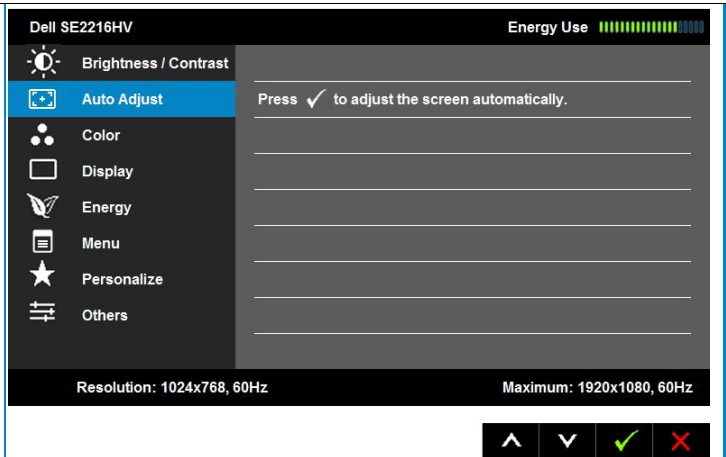 Dell SE2216HV Energy Use
Brightness / Contrast
Auto Adjust Press ✓ to adjust the screen automatically.
Color
Display
Energy
Menu
Personalize
Others
Resolution: 1024x768, 60Hz Maximum: 1920x1080, 60Hz